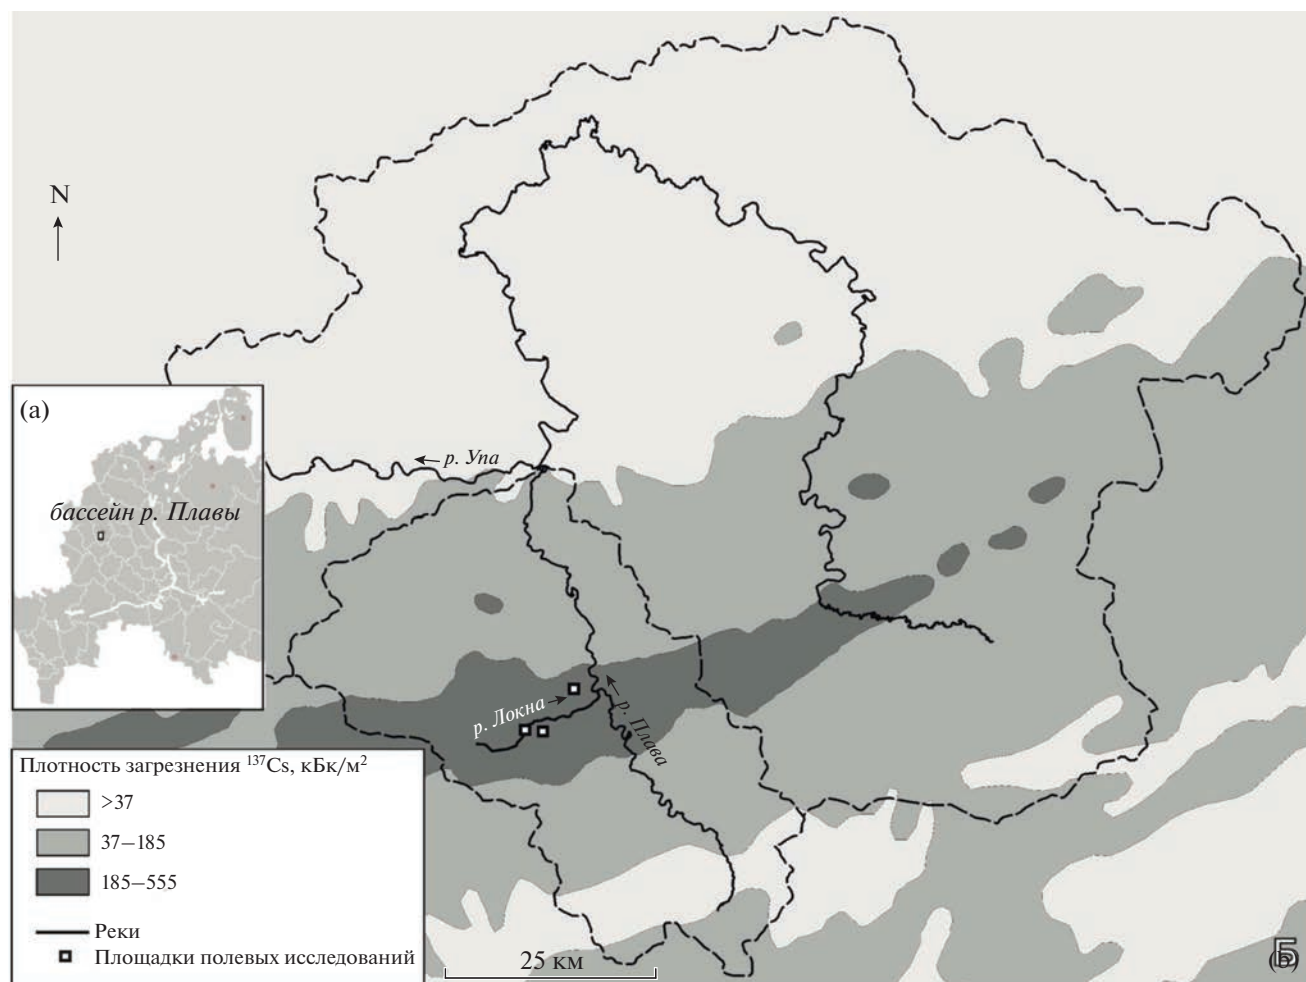 N
(а)
бассейн р. Плавы
р. Упа
р. Локна
р. Плава
Плотность загрезнения ¹³⁷Cs, кБк/м²
>37
37–185
185–555
Реки
Площадки полевых исследований
25 км
Б